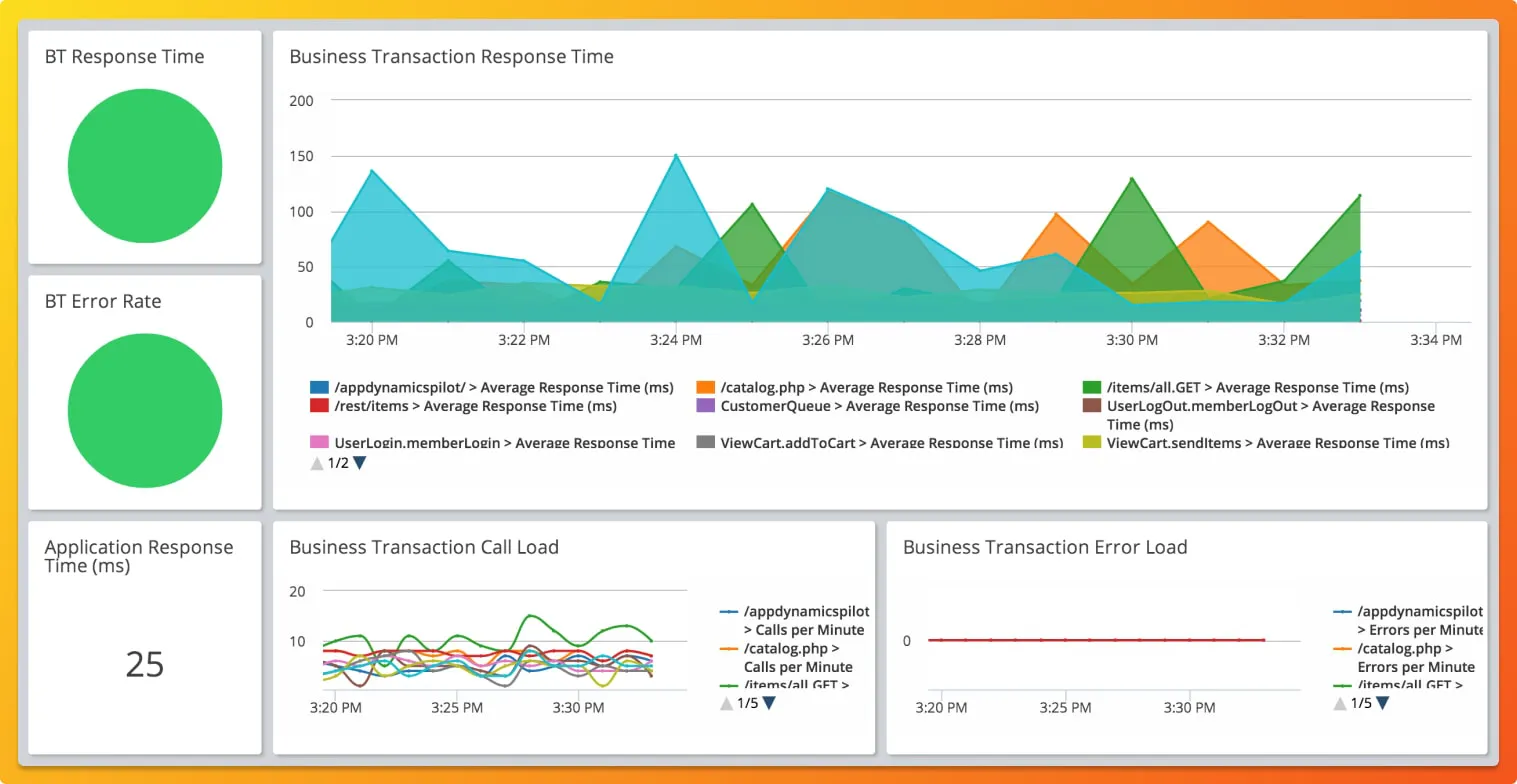 BT Response Time
Business Transaction Response Time
200
150
100
50
0
3:20 PM
3:22 PM
3:24 PM
3:26 PM
3:28 PM
3:30 PM
3:32 PM
3:34 PM
/appdynamicspilot/ > Average Response Time (ms)
/catalog.php > Average Response Time (ms)
/items/all.GET > Average Response Time (ms)
/rest/items > Average Response Time (ms)
CustomerQueue > Average Response Time (ms)
UserLogOut.memberLogOut > Average Response
Time (ms)
UserLogin.memberLogin > Average Response Time
ViewCart.addToCart > Average Response Time (ms)
ViewCart.sendItems > Average Response Time (ms)
1/2
BT Error Rate
Application Response
Time (ms)
25
Business Transaction Call Load
20
10
3:20 PM
3:25 PM
3:30 PM
/appdynamicspilot
> Calls per Minute
/catalog.php >
Calls per Minute
/items/all.GET >
1/5
Business Transaction Error Load
0
3:20 PM
3:25 PM
3:30 PM
/appdynamicspilot
> Errors per Minute
/catalog.php >
Errors per Minute
/items/all.GET >
1/5